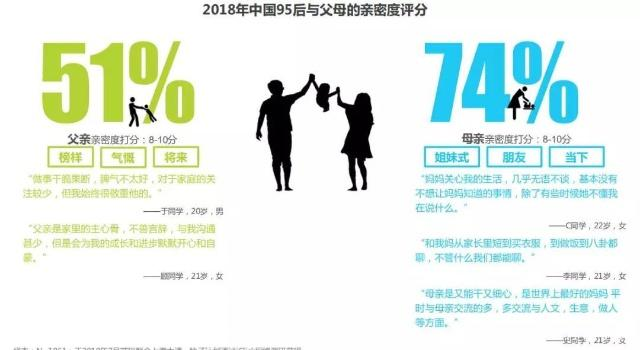 2018年中国95后与父母的亲密度评分
51%
父亲亲密度打分：8-10分
榜样 气慨 将来
“做事干脆果断，脾气不太好，对于家庭的关
注较少，但我始终很敬重他的。”
——于同学，20岁，男
“父亲是家里的主心骨，不善言辞，与我沟通
甚少，但是会为我的成长和进步默默开心和自
豪。”
——顾同学，21岁，女
74%
母亲亲密度打分：8-10分
姐妹式 朋友 当下
“妈妈关心我的生活，几乎无话不谈，基本没有
不想让妈妈知道的事情，除了有些时候她不懂我
在说什么。”
——C同学，22岁，女
“和我妈从家长里短到买衣服，到做饭到八卦都
聊，不管什么我们都能聊。”
——李同学，21岁，女
“母亲是又能干又细心，是世界上最好的妈妈 平
时与母亲交流的多，多交流与人文，生意，做人
等方面。”
——史同学，21岁，女